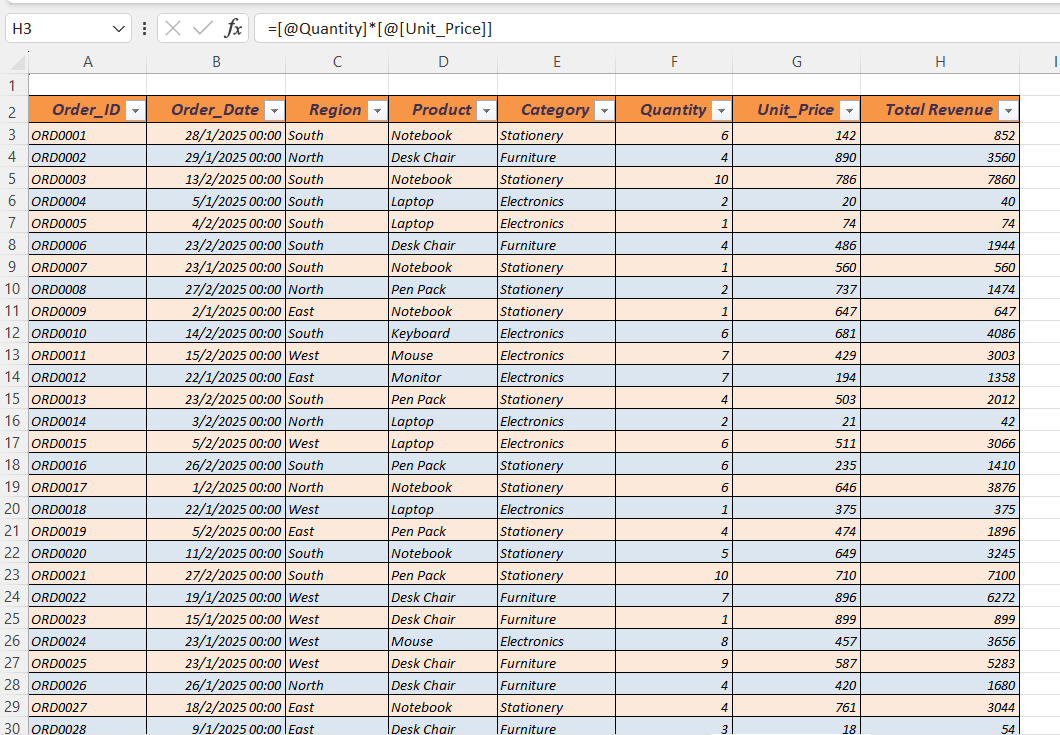 H3 fx =[@Quantity]*[@[Unit_Price]]
A B C D E F G H I
1
2 Order_ID Order_Date Region Product Category Quantity Unit_Price Total Revenue
3 ORD0001 28/1/2025 00:00 South Notebook Stationery 6 142 852
4 ORD0002 29/1/2025 00:00 North Desk Chair Furniture 4 890 3560
5 ORD0003 13/2/2025 00:00 South Notebook Stationery 10 786 7860
6 ORD0004 5/1/2025 00:00 South Laptop Electronics 2 20 40
7 ORD0005 4/2/2025 00:00 South Laptop Electronics 1 74 74
8 ORD0006 23/2/2025 00:00 South Desk Chair Furniture 4 486 1944
9 ORD0007 23/1/2025 00:00 South Notebook Stationery 1 560 560
10 ORD0008 27/2/2025 00:00 North Pen Pack Stationery 2 737 1474
11 ORD0009 2/1/2025 00:00 East Notebook Stationery 1 647 647
12 ORD0010 14/2/2025 00:00 South Keyboard Electronics 6 681 4086
13 ORD0011 15/2/2025 00:00 West Mouse Electronics 7 429 3003
14 ORD0012 22/1/2025 00:00 East Monitor Electronics 7 194 1358
15 ORD0013 23/2/2025 00:00 South Pen Pack Stationery 4 503 2012
16 ORD0014 3/2/2025 00:00 North Laptop Electronics 2 21 42
17 ORD0015 5/2/2025 00:00 West Laptop Electronics 6 511 3066
18 ORD0016 26/2/2025 00:00 South Pen Pack Stationery 6 235 1410
19 ORD0017 1/2/2025 00:00 North Notebook Stationery 6 646 3876
20 ORD0018 22/1/2025 00:00 West Laptop Electronics 1 375 375
21 ORD0019 5/2/2025 00:00 East Pen Pack Stationery 4 474 1896
22 ORD0020 11/2/2025 00:00 South Notebook Stationery 5 649 3245
23 ORD0021 27/2/2025 00:00 South Pen Pack Stationery 10 710 7100
24 ORD0022 19/1/2025 00:00 West Desk Chair Furniture 7 896 6272
25 ORD0023 15/1/2025 00:00 West Desk Chair Furniture 1 899 899
26 ORD0024 23/1/2025 00:00 West Mouse Electronics 8 457 3656
27 ORD0025 23/1/2025 00:00 West Desk Chair Furniture 9 587 5283
28 ORD0026 26/1/2025 00:00 North Desk Chair Furniture 4 420 1680
29 ORD0027 18/2/2025 00:00 East Notebook Stationery 4 761 3044
30 ORD0028 9/1/2025 00:00 East Desk Chair Furniture 3 18 54